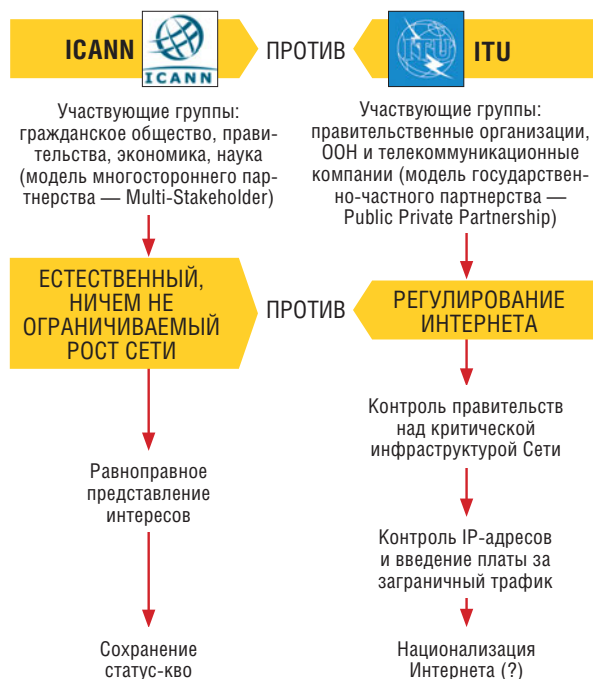 ICANN
ICANN
ПРОТИВ
ITU
ITU
Участвующие группы:
гражданское общество, прави-
тельства, экономика, наука
(модель многостороннего пар-
тнерства — Multi-Stakeholder)
Участвующие группы:
правительственные организации,
ООН и телекоммуникационные
компании (модель государствен-
но-частного партнерства —
Public Private Partnership)
ЕСТЕСТВЕННЫЙ,
НИЧЕМ НЕ
ОГРАНИЧИВАЕМЫЙ
РОСТ СЕТИ
ПРОТИВ
РЕГУЛИРОВАНИЕ
ИНТЕРНЕТА
Равноправное
представление
интересов
Сохранение
статус-кво
Контроль правительств
над критической
инфраструктурой Сети
Контроль IP-адресов
и введение платы за
заграничный трафик
Национализация
Интернета (?)